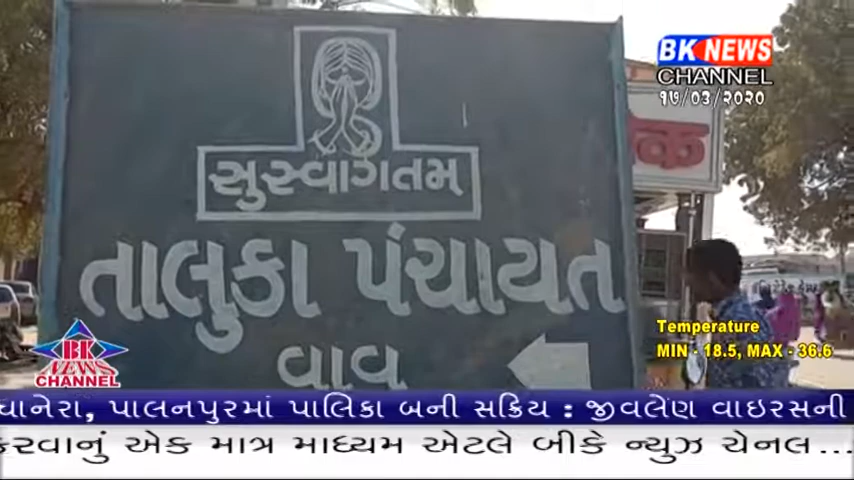 BK NEWS
CHANNEL
૧૭/૦૩/૨૦૨૦
સુસ્વાગતમ્
તાલુકા પંચાયત
વાવ
Temperature
MIN - 18.5, MAX - 36.6
BK
NEWS
CHANNEL
ધાનેરા, પાલનપુરમાં પાલિકા બની સક્રિય : જીવલેણ વાઇરસની
કરવાનું એક માત્ર માધ્યમ એટલે બીકે ન્યુઝ ચેનલ....